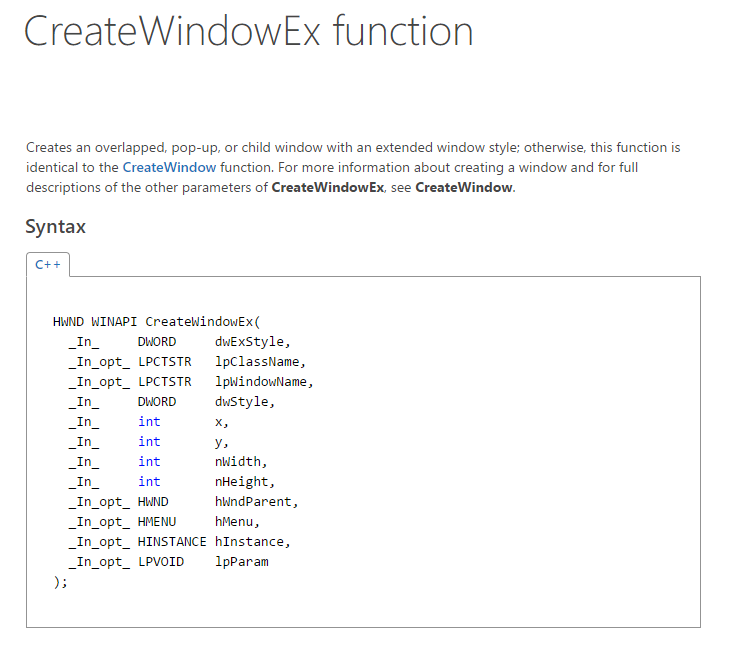 CreateWindowEx function
Creates an overlapped, pop-up, or child window with an extended window style; otherwise, this function is
identical to the CreateWindow function. For more information about creating a window and for full
descriptions of the other parameters of CreateWindowEx, see CreateWindow.
Syntax
C++
HWND WINAPI CreateWindowEx(
  _In_     DWORD     dwExStyle,
  _In_opt_ LPCTSTR   lpClassName,
  _In_opt_ LPCTSTR   lpWindowName,
  _In_     DWORD     dwStyle,
  _In_     int       x,
  _In_     int       y,
  _In_     int       nWidth,
  _In_     int       nHeight,
  _In_opt_ HWND      hWndParent,
  _In_opt_ HMENU     hMenu,
  _In_opt_ HINSTANCE hInstance,
  _In_opt_ LPVOID    lpParam
);